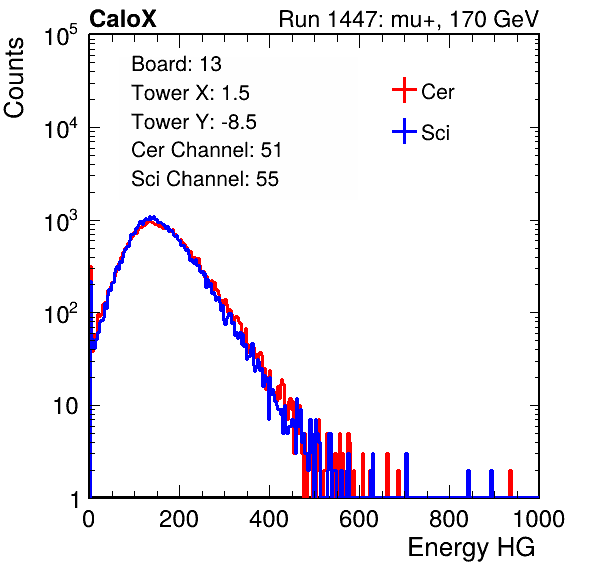 CaloX Run 1447: mu+, 170 GeV
Counts
Board: 13
Tower X: 1.5
Tower Y: -8.5
Cer Channel: 51
Sci Channel: 55
Cer
Sci
10^5
10^4
10^3
10^2
10
1
0 200 400 600 800 1000
Energy HG